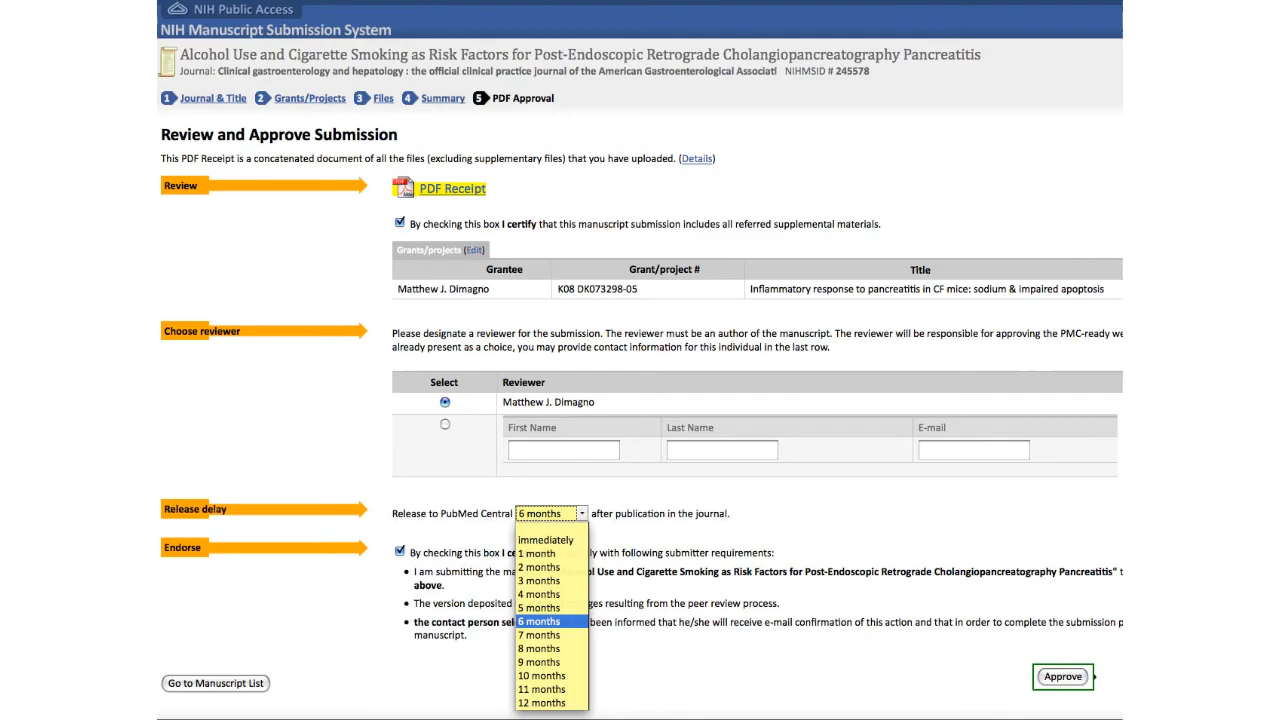 NIH Public Access
NIH Manuscript Submission System
Alcohol Use and Cigarette Smoking as Risk Factors for Post-Endoscopic Retrograde Cholangiopancreatography Pancreatitis
Journal: Clinical gastroenterology and hepatology : the official clinical practice journal of the American Gastroenterological Associati NIHMSID # 245578
1 Journal & Title 2 Grants/Projects 3 Files 4 Summary 5 PDF Approval
Review and Approve Submission
This PDF Receipt is a concatenated document of all the files (excluding supplementary files) that you have uploaded. (Details)
Review
PDF Receipt
By checking this box I certify that this manuscript submission includes all referred supplemental materials.
Grants/projects (Edit)
Grantee Grant/project # Title
Matthew J. Dimagno K08 DK073298-05 Inflammatory response to pancreatitis in CF mice: sodium & impaired apoptosis
Choose reviewer
Please designate a reviewer for the submission. The reviewer must be an author of the manuscript. The reviewer will be responsible for approving the PMC-ready we
already present as a choice, you may provide contact information for this individual in the last row.
Select Reviewer
Matthew J. Dimagno
First Name Last Name E-mail
Release delay
Release to PubMed Central 6 months after publication in the journal.
immediately
1 month
2 months
3 months
4 months
5 months
6 months
7 months
8 months
9 months
10 months
11 months
12 months
Endorse
By checking this box I ce y with following submitter requirements:
I am submitting the ma lcohol Use and Cigarette Smoking as Risk Factors for Post-Endoscopic Retrograde Cholangiopancreatography Pancreatitis" t
above.
The version deposited ges resulting from the peer review process.
the contact person sel been informed that he/she will receive e-mail confirmation of this action and that in order to complete the submission p
manuscript.
Go to Manuscript List
Approve